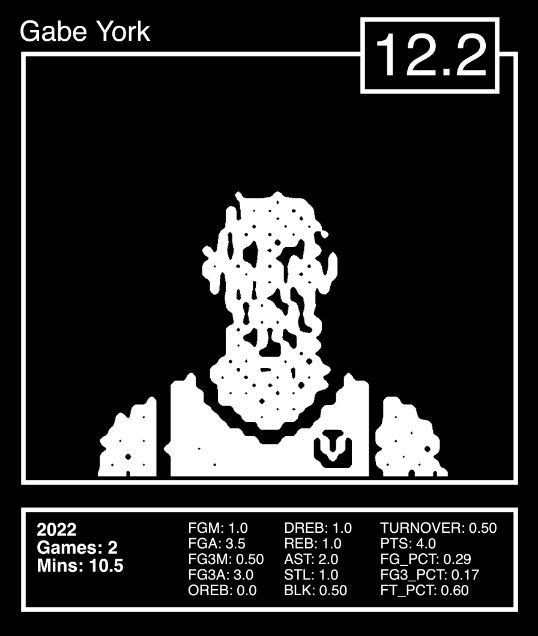 Gabe York
12.2
2022
Games: 2
Mins: 10.5
FGM: 1.0
FGA: 3.5
FG3M: 0.50
FG3A: 3.0
OREB: 0.0
DREB: 1.0
REB: 1.0
AST: 2.0
STL: 1.0
BLK: 0.50
TURNOVER: 0.50
PTS: 4.0
FG_PCT: 0.29
FG3_PCT: 0.17
FT_PCT: 0.60